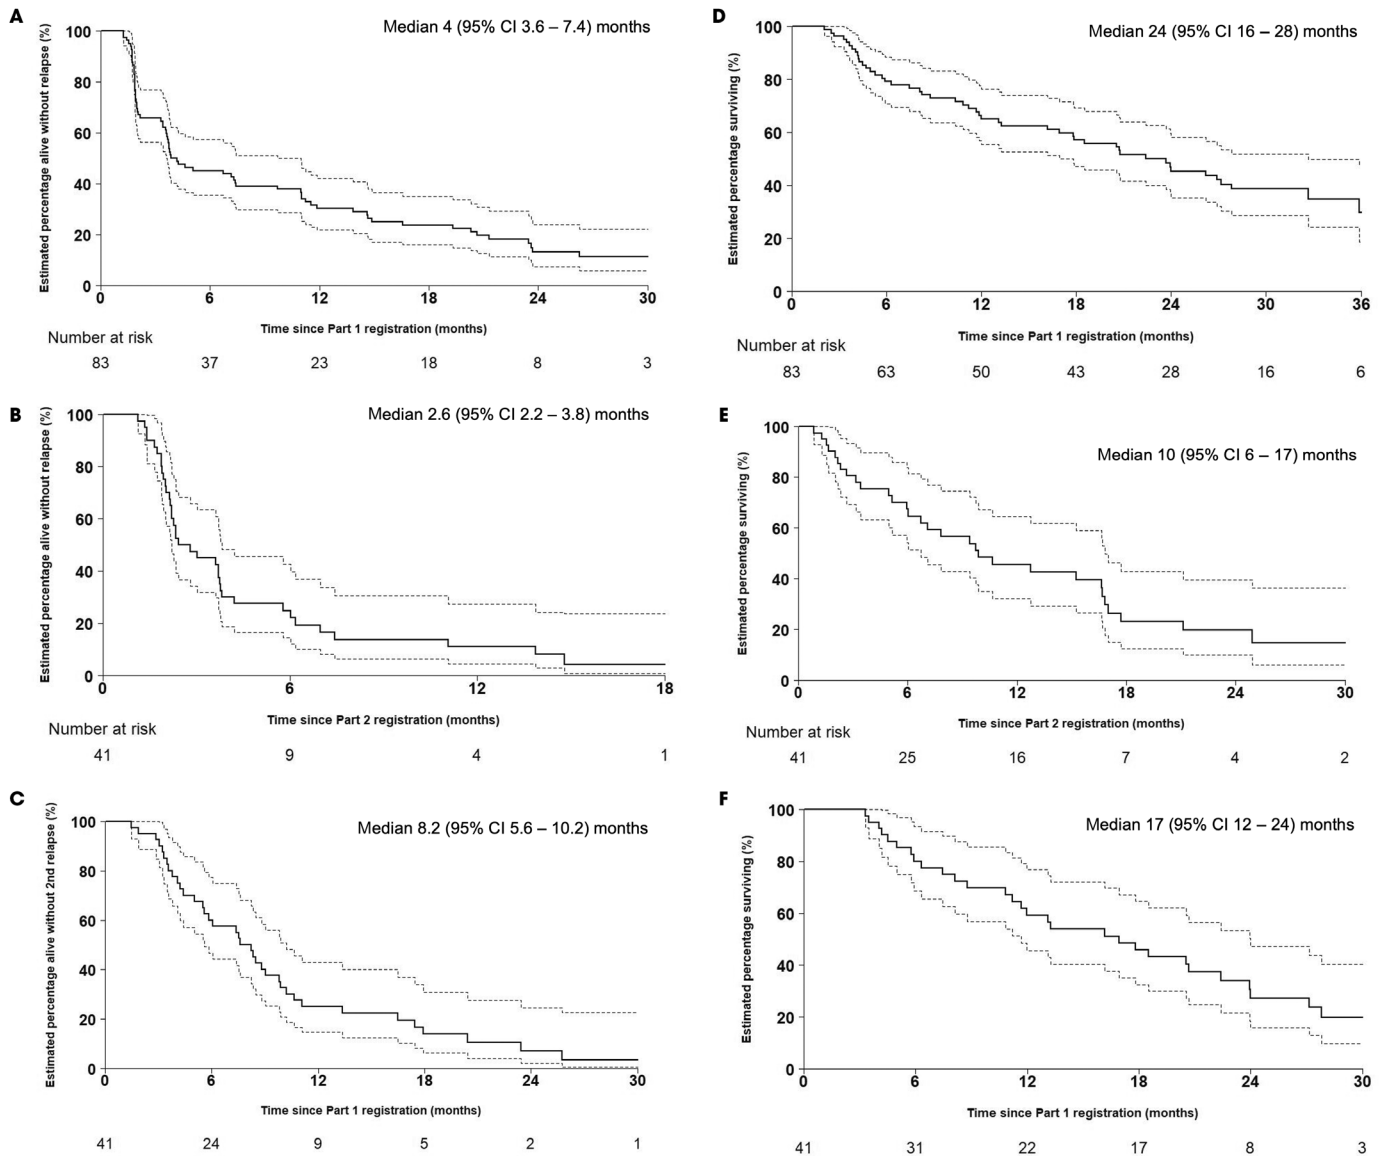 A
Median 4 (95% CI 3.6 – 7.4) months
Estimated percentage alive without relapse (%)
100
80
60
40
20
0
0 6 12 18 24 30
Time since Part 1 registration (months)
Number at risk
83 37 23 18 8 3
D
Median 24 (95% CI 16 – 28) months
Estimated percentage surviving (%)
100
80
60
40
20
0
0 6 12 18 24 30 36
Time since Part 1 registration (months)
Number at risk
83 63 50 43 28 16 6
B
Median 2.6 (95% CI 2.2 – 3.8) months
Estimated percentage alive without relapse (%)
100
80
60
40
20
0
0 6 12 18
Time since Part 2 registration (months)
Number at risk
41 9 4 1
E
Median 10 (95% CI 6 – 17) months
Estimated percentage surviving (%)
100
80
60
40
20
0
0 6 12 18 24 30
Time since Part 2 registration (months)
Number at risk
41 25 16 7 4 2
C
Median 8.2 (95% CI 5.6 – 10.2) months
Estimated percentage alive without 2nd relapse (%)
100
80
60
40
20
0
0 6 12 18 24 30
Time since Part 1 registration (months)
41 24 9 5 2 1
F
Median 17 (95% CI 12 – 24) months
Estimated percentage surviving (%)
100
80
60
40
20
0
0 6 12 18 24 30
Time since Part 1 registration (months)
41 31 22 17 8 3